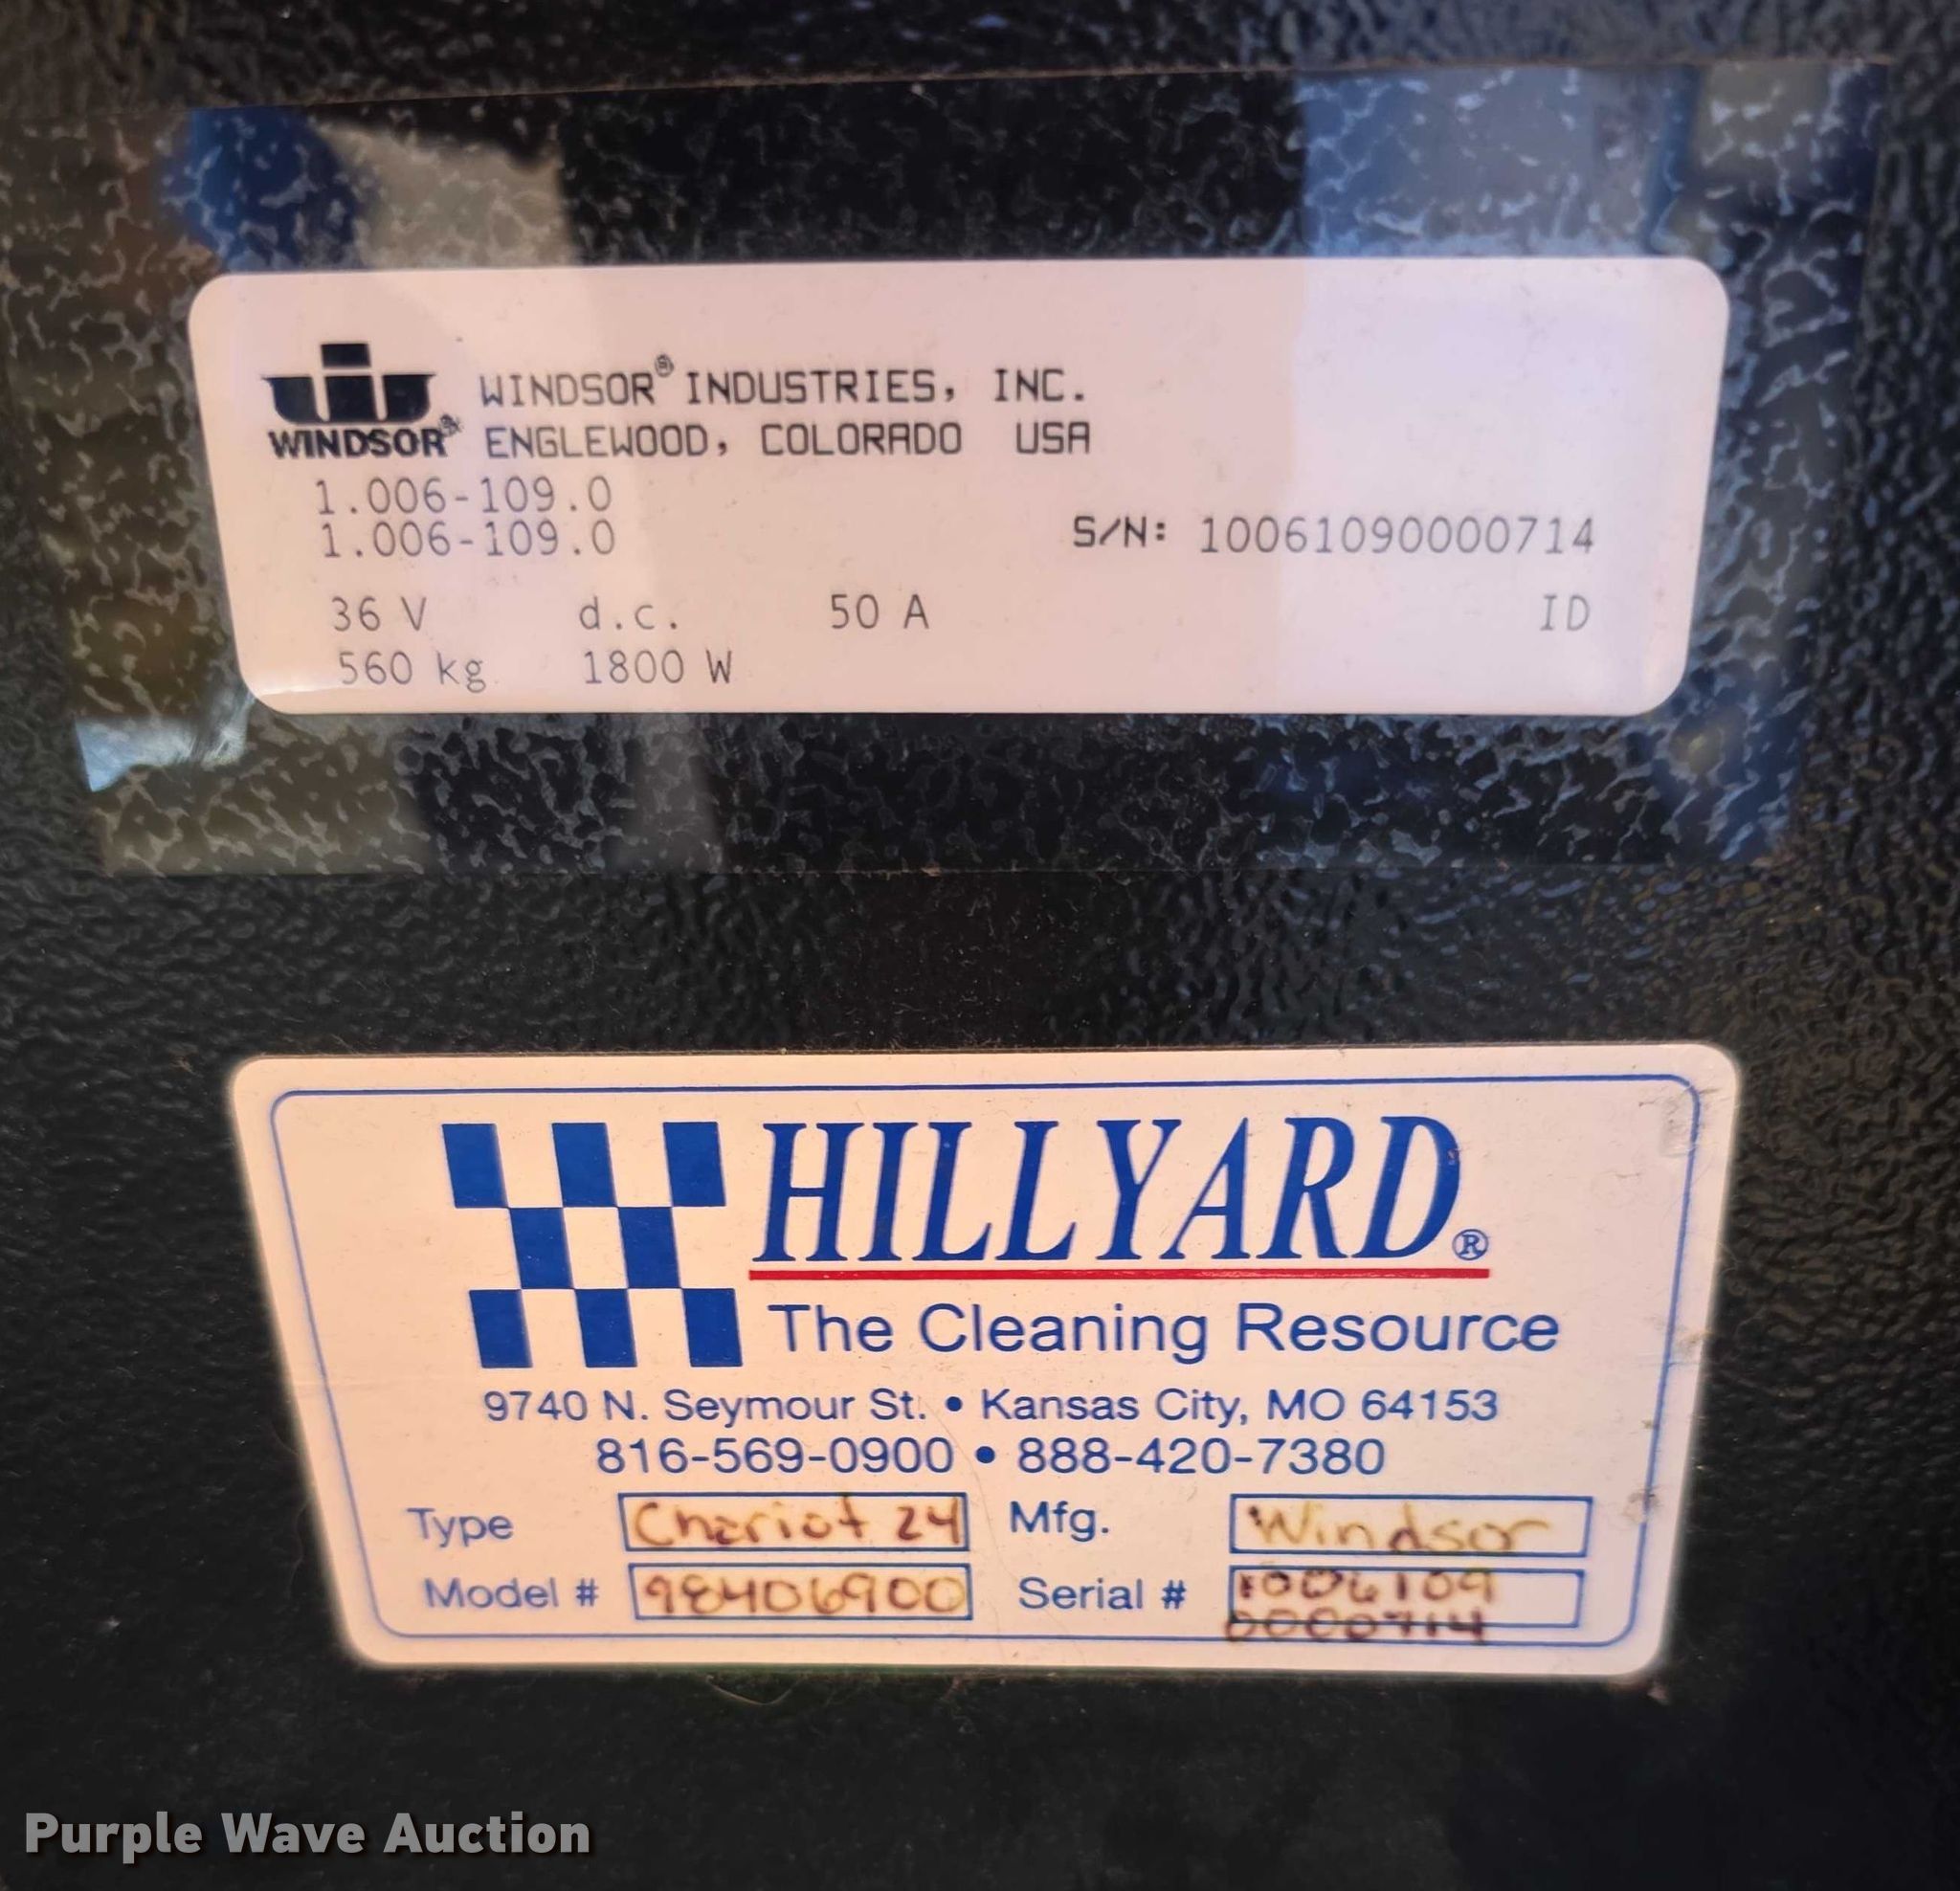 WINDSOR® INDUSTRIES, INC.
WINDSOR® ENGLEWOOD, COLORADO USA
1.006-109.0
1.006-109.0
S/N: 10061090000714
36 V d.c. 50 A ID
560 kg 1800 W
HILLYARD®
The Cleaning Resource
9740 N. Seymour St. • Kansas City, MO 64153
816-569-0900 • 888-420-7380
Type Chariot 24 Mfg. Windsor
Model # 98406900 Serial # 1006109
0000714
Purple Wave Auction